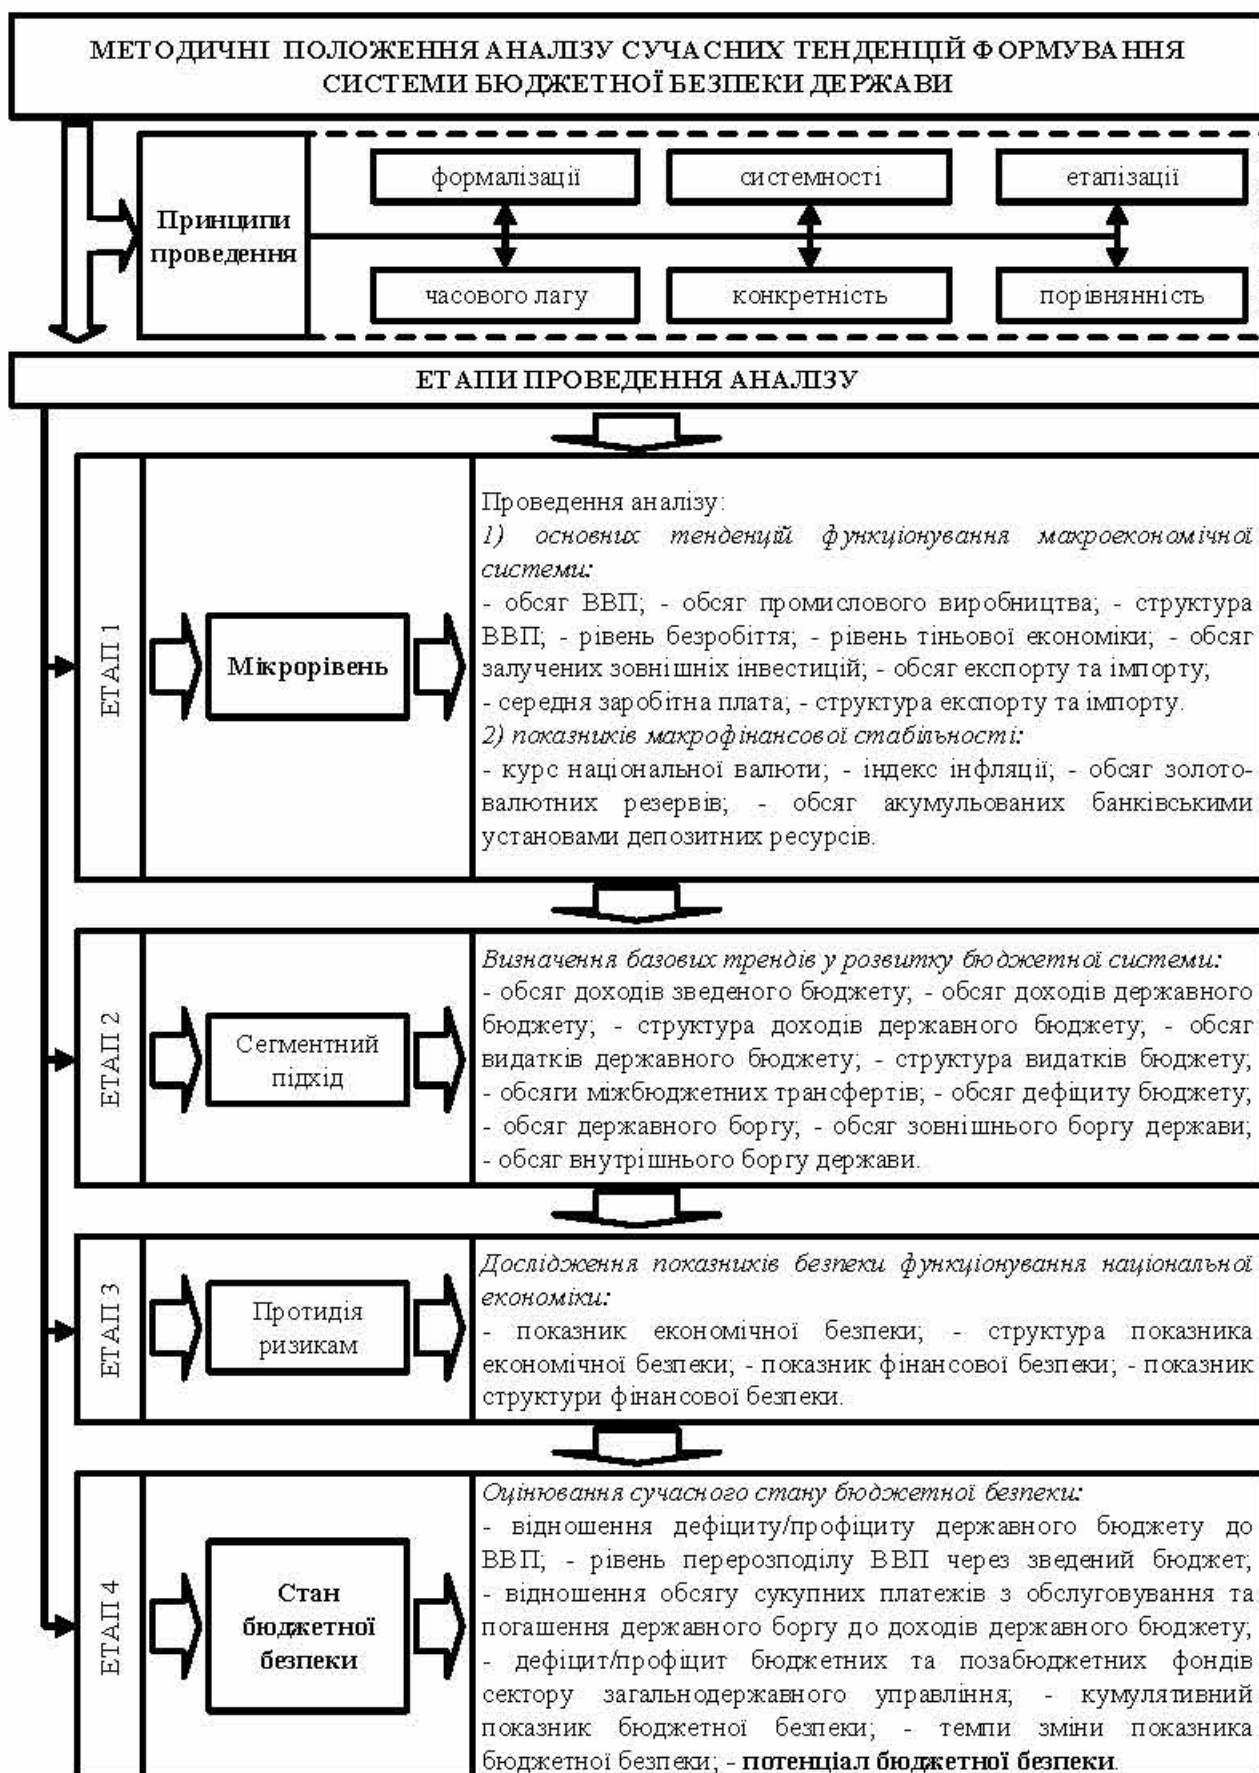 МЕТОДИЧНІ ПОЛОЖЕННЯ АНАЛІЗУ СУЧАСНИХ ТЕНДЕНЦІЙ ФОРМУВАННЯ
СИСТЕМИ БЮДЖЕТНОЇ БЕЗПЕКИ ДЕРЖАВИ
Принципи
проведення
формалізації
системності
етапізації
часового лагу
конкретність
порівнянність
ЕТАПИ ПРОВЕДЕННЯ АНАЛІЗУ
ЕТАП 1
Мікрорівень
Проведення аналізу:
1) основних тенденцій функціонування макроекономічної
системи:
- обсяг ВВП; - обсяг промислового виробництва; - структура
ВВП; - рівень безробіття; - рівень тіньової економіки; - обсяг
залучених зовнішніх інвестицій; - обсяг експорту та імпорту;
- середня заробітна плата; - структура експорту та імпорту.
2) показників макрофінансової стабільності:
- курс національної валюти; - індекс інфляції; - обсяг золото-
валютних резервів; - обсяг акумульованих банківськими
установами депозитних ресурсів.
ЕТАП 2
Сегментний
підхід
Визначення базових трендів у розвитку бюджетної системи:
- обсяг доходів зведеного бюджету; - обсяг доходів державного
бюджету; - структура доходів державного бюджету; - обсяг
видатків державного бюджету; - структура видатків бюджету;
- обсяги міжбюджетних трансфертів; - обсяг дефіциту бюджету;
- обсяг державного боргу; - обсяг зовнішнього боргу держави;
- обсяг внутрішнього боргу держави.
ЕТАП 3
Протидія
ризикам
Дослідження показників безпеки функціонування національної
економіки:
- показник економічної безпеки; - структура показника
економічної безпеки; - показник фінансової безпеки; - показник
структури фінансової безпеки.
ЕТАП 4
Стан
бюджетної
безпеки
Оцінювання сучасного стану бюджетної безпеки:
- відношення дефіциту/профіциту державного бюджету до
ВВП; - рівень перерозподілу ВВП через зведений бюджет;
- відношення обсягу сукупних платежів з обслуговування та
погашення державного боргу до доходів державного бюджету;
- дефіцит/профіцит бюджетних та позабюджетних фондів
сектору загальнодержавного управління; - кумулятивний
показник бюджетної безпеки; - темпи зміни показника
бюджетної безпеки; - потенціал бюджетної безпеки.